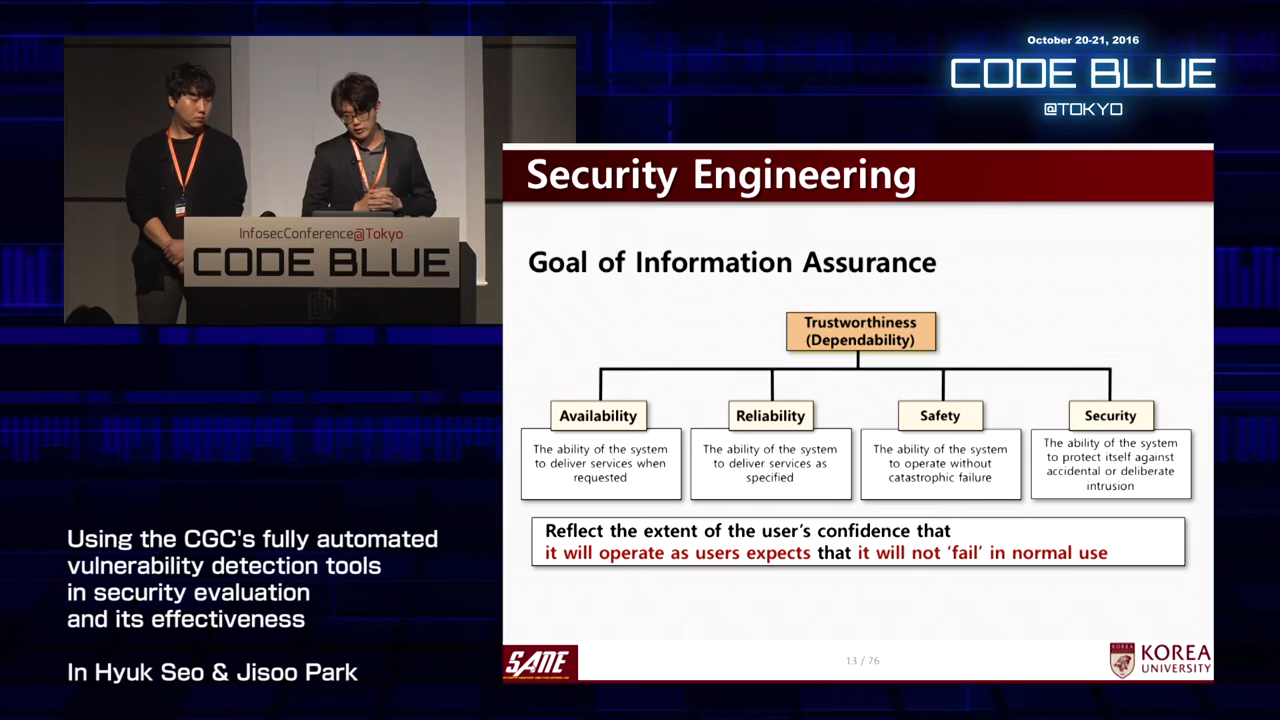 October 20-21, 2016
CODE BLUE
@TOKYO
InfosecConference@Tokyo
CODE BLUE
Security Engineering
Goal of Information Assurance
Trustworthiness
(Dependability)
Availability
The ability of the system
to deliver services when
requested
Reliability
The ability of the system
to deliver services as
specified
Safety
The ability of the system
to operate without
catastrophic failure
Security
The ability of the system
to protect itself against
accidental or deliberate
intrusion
Reflect the extent of the user's confidence that
it will operate as users expects that it will not 'fail' in normal use
Using the CGC's fully automated
vulnerability detection tools
in security evaluation
and its effectiveness
In Hyuk Seo & Jisoo Park
SANE
13 / 76
KOREA
UNIVERSITY